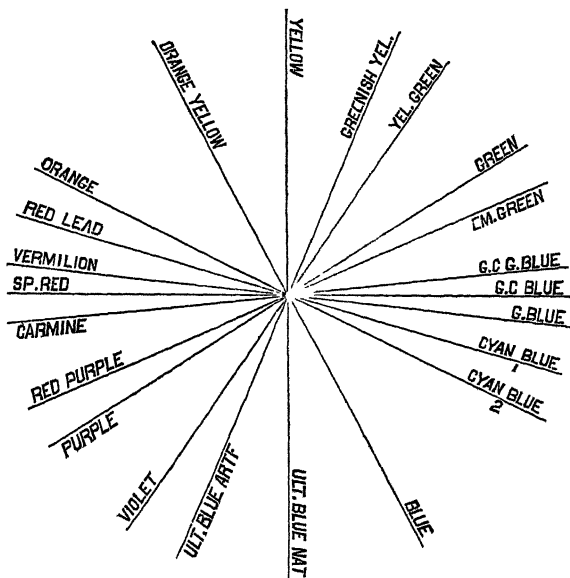 YELLOW
GREENISH YEL.
YEL. GREEN
GREEN
EM. GREEN
G.C G.BLUE
G.C BLUE
G.BLUE
CYAN BLUE
1
CYAN BLUE
2
BLUE
ULT. BLUE NAT
ULT. BLUE ARTF
VIOLET
PURPLE
RED PURPLE
CARMINE
SP.RED
VERMILION
RED LEAD
ORANGE
ORANGE YELLOW